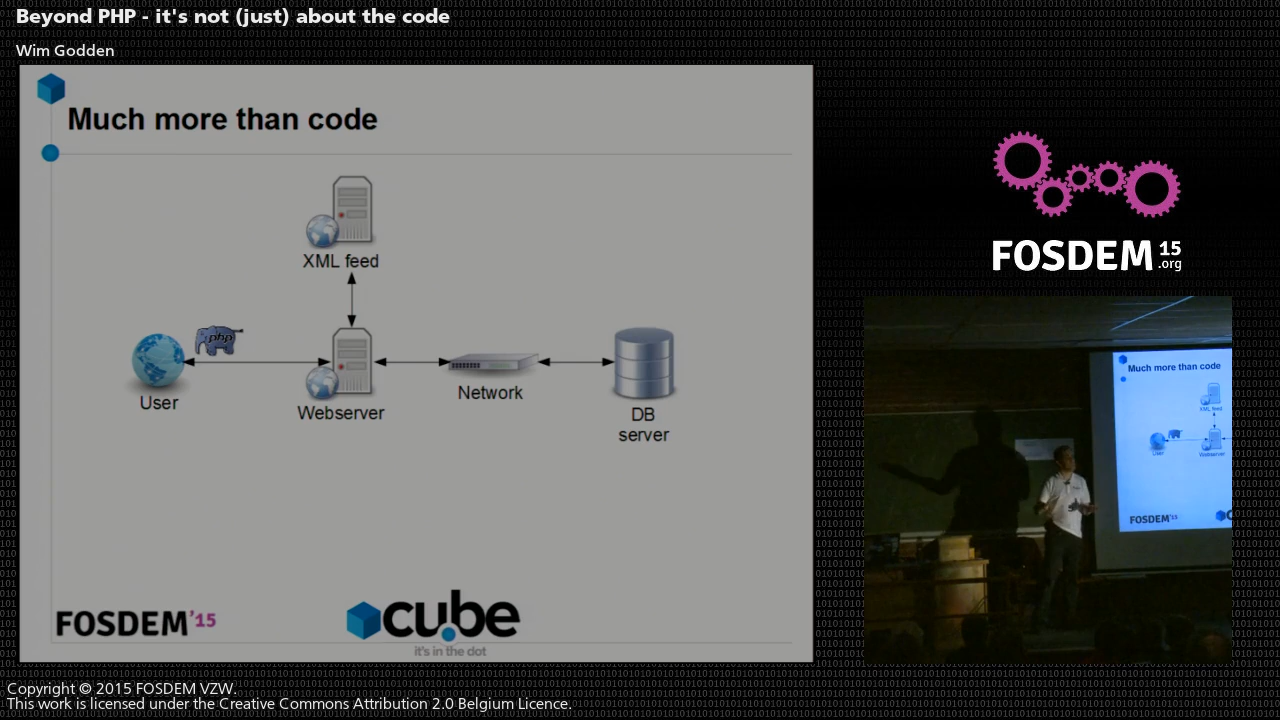 Beyond PHP - it's not (just) about the code
Wim Godden
Much more than code
XML feed
php
User
Webserver
Network
DB
server
FOSDEM'15
cube
it's in the dot
FOSDEM 15
.org
Much more than code
XML feed
User
Webserver
FOSDEM'15
Copyright © 2015 FOSDEM VZW.
This work is licensed under the Creative Commons Attribution 2.0 Belgium Licence.